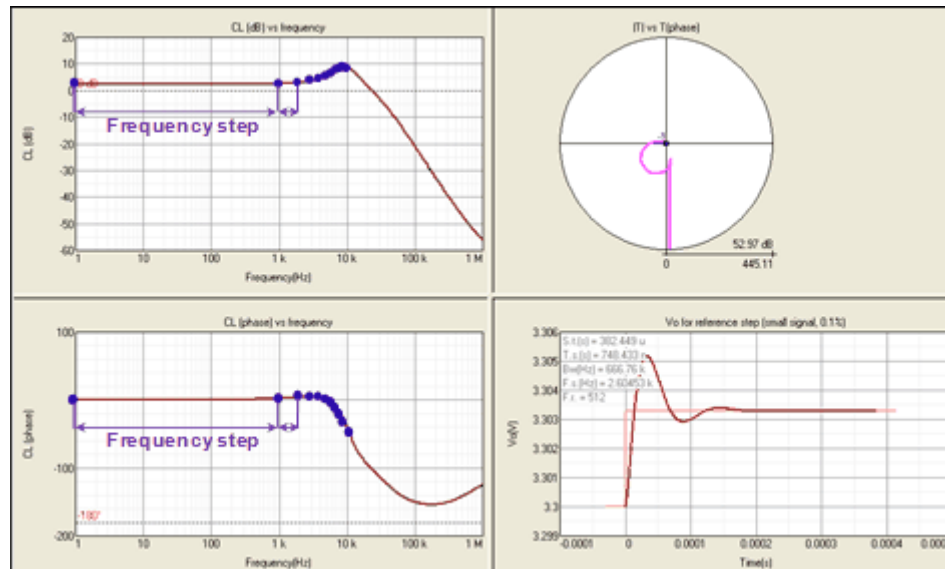 CL (dB) vs frequency
20
10
0
-10
-20
-30
-40
-50
-60
CL (dB)
dB
Frequency step
1
10
100
1 k
10 k
100 k
1 M
Frequency(Hz)
(T) vs T(phase)
52.97 dB
0
445.11
CL (phase) vs frequency
100
-100
-200
CL (phase)
Frequency step
-180°
1
10
100
1 k
10 k
100 k
1 M
Frequency(Hz)
Vo for reference step (small signal, 0.1%)
3.306
3.305
3.304
3.303
3.302
3.301
3.3
3.299
Vo(V)
S.t.(s) = 382.449 u
T.s.(s) = 748.433 n
Bw(Hz) = 666.76 k
F.s.(Hz) = 2.60453 k
F.r. = 512
-0.0001
0
0.0001
0.0002
0.0003
0.0004
Time(s)